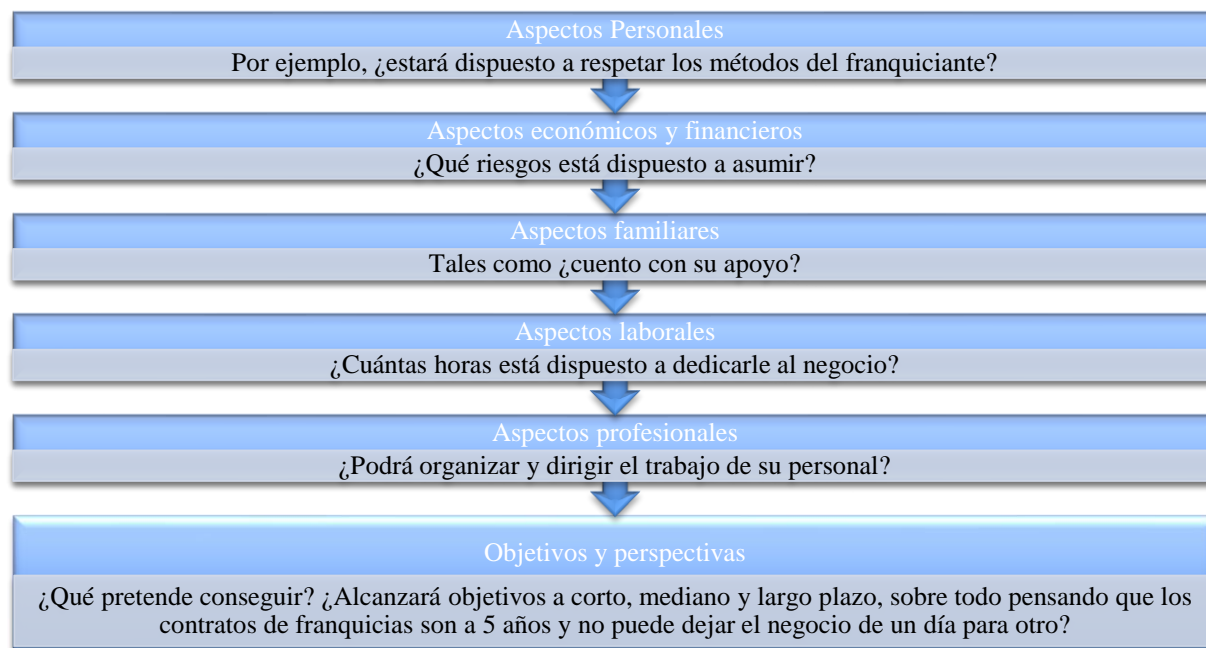 Aspectos Personales
Por ejemplo, ¿estará dispuesto a respetar los métodos del franquiciante?
Aspectos económicos y financieros
¿Qué riesgos está dispuesto a asumir?
Aspectos familiares
Tales como ¿cuento con su apoyo?
Aspectos laborales
¿Cuántas horas está dispuesto a dedicarle al negocio?
Aspectos profesionales
¿Podrá organizar y dirigir el trabajo de su personal?
Objetivos y perspectivas
¿Qué pretende conseguir? ¿Alcanzará objetivos a corto, mediano y largo plazo, sobre todo pensando que los
contratos de franquicias son a 5 años y no puede dejar el negocio de un día para otro?